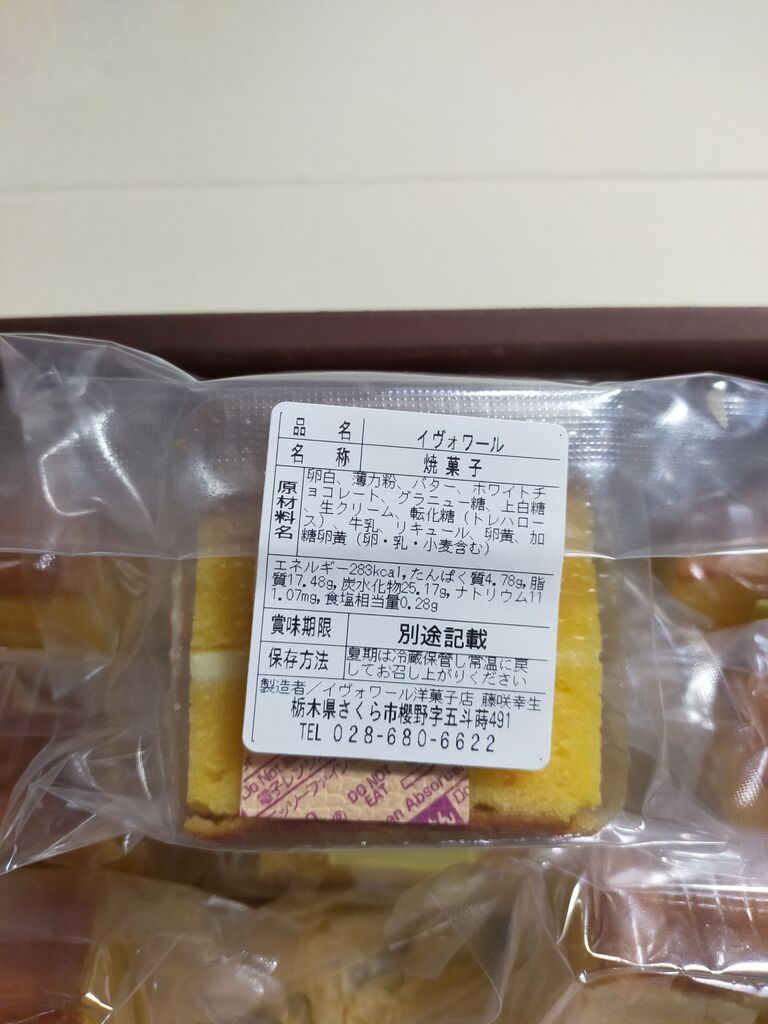 品名 イヴォワール
名称 焼菓子
原材料名 卵白、薄力粉、バター、ホワイトチ
ョコレート、グラニュー糖、上白糖
、生クリーム、転化糖(トレハロー
ス)、牛乳、リキュール、卵黄、加
糖卵黄(卵・乳・小麦含む)
エネルギー283kcal,たんぱく質4.78g,脂
質17.48g,炭水化物25.17g,ナトリウム11
1.07mg,食塩相当量0.28g
賞味期限 別途記載
保存方法 夏期は冷蔵保管し常温に戻
してお召し上がりください
製造者/イヴォワール洋菓子店 藤咲幸生
栃木県さくら市櫻野字五斗蒔491
TEL 028-680-6622
Do NOT
電子レンジ
DO NOT
EAT
Absorber
Do